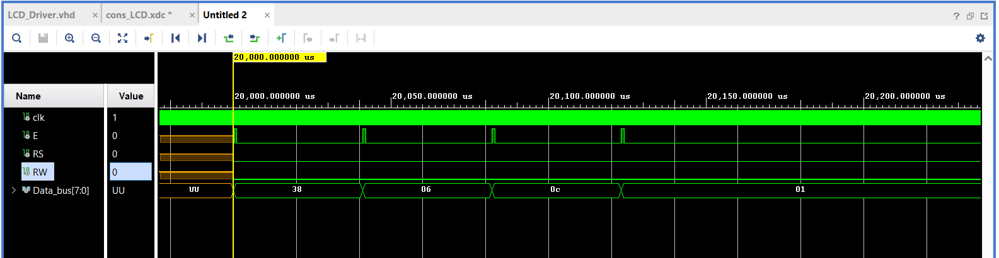 LCD_Driver.vhd × cons_LCD.xdc * × Untitled 2 × ?
20,000.000000 us
Name Value
20,000.000000 us 20,050.000000 us 20,100.000000 us 20,150.000000 us 20,200.000000 us
clk 1
E 0
RS 0
RW 0
Data_bus[7:0] UU UU 38 06 0c 01